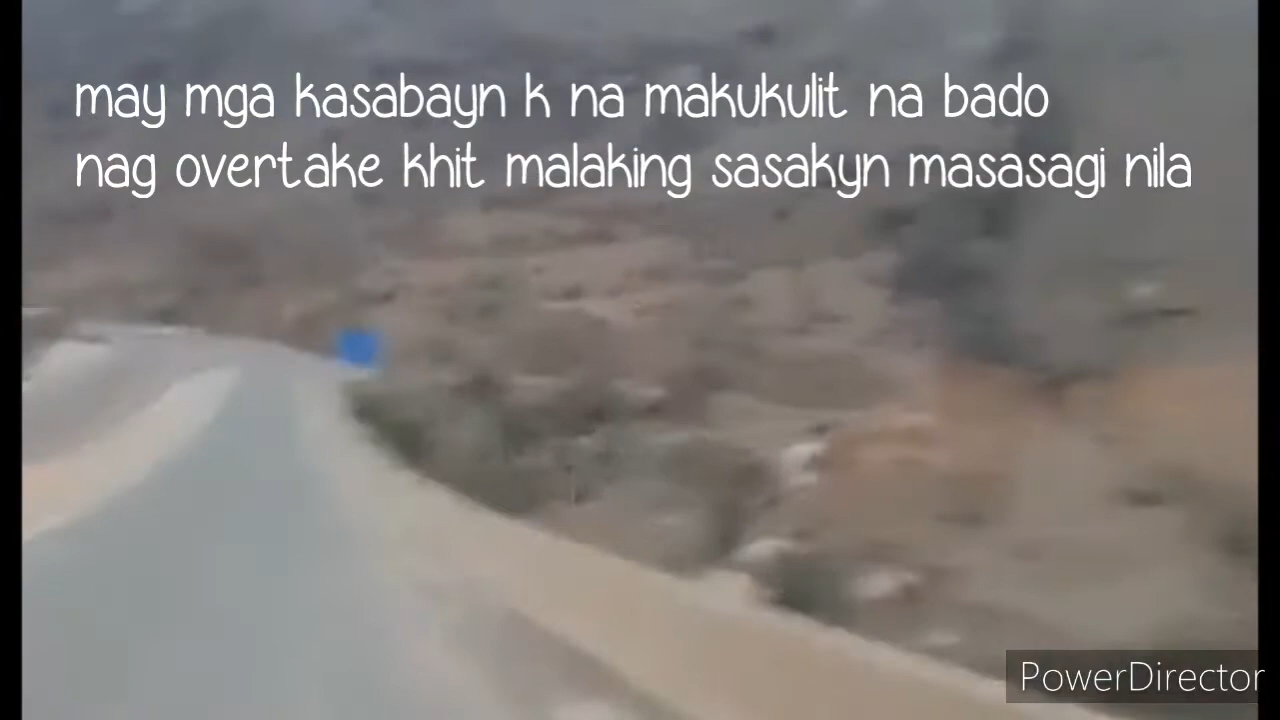 may mga kasabayn k na makukulit na bado
nag overtake khit malaking sasakyn masasagi nila
PowerDirector